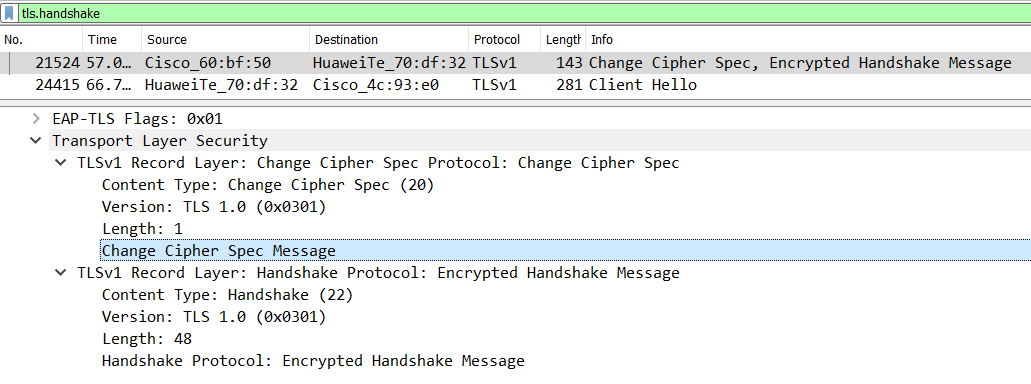 tls.handshake
No. Time Source Destination Protocol Length Info
21524 57.0… Cisco_60:bf:50 HuaweiTe_70:df:32 TLSv1 143 Change Cipher Spec, Encrypted Handshake Message
24415 66.7… HuaweiTe_70:df:32 Cisco_4c:93:e0 TLSv1 281 Client Hello
EAP-TLS Flags: 0x01
Transport Layer Security
TLSv1 Record Layer: Change Cipher Spec Protocol: Change Cipher Spec
Content Type: Change Cipher Spec (20)
Version: TLS 1.0 (0x0301)
Length: 1
Change Cipher Spec Message
TLSv1 Record Layer: Handshake Protocol: Encrypted Handshake Message
Content Type: Handshake (22)
Version: TLS 1.0 (0x0301)
Length: 48
Handshake Protocol: Encrypted Handshake Message